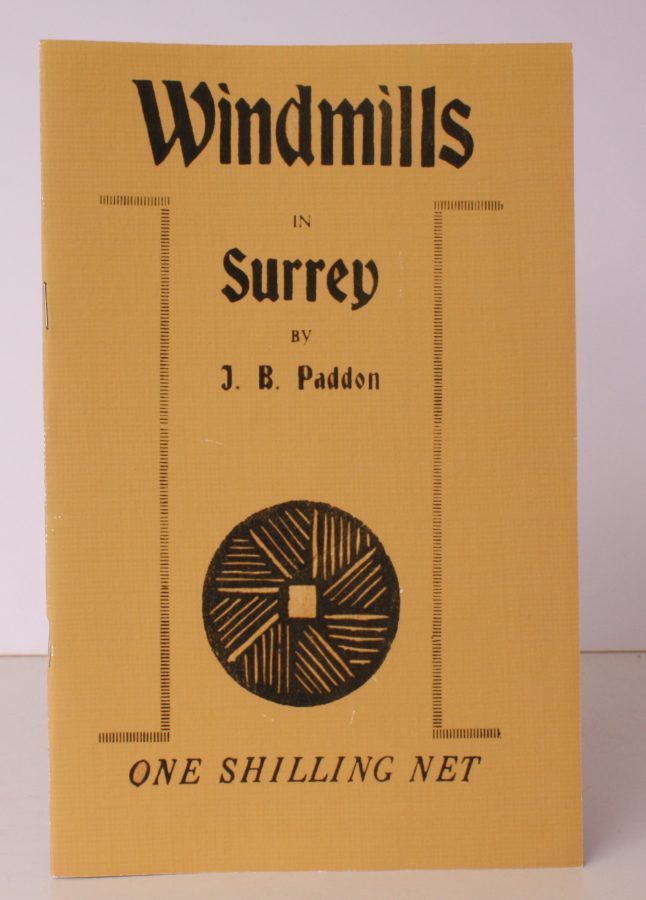 Windmills
IN
Surrey
BY
J. B. Paddon
ONE SHILLING NET